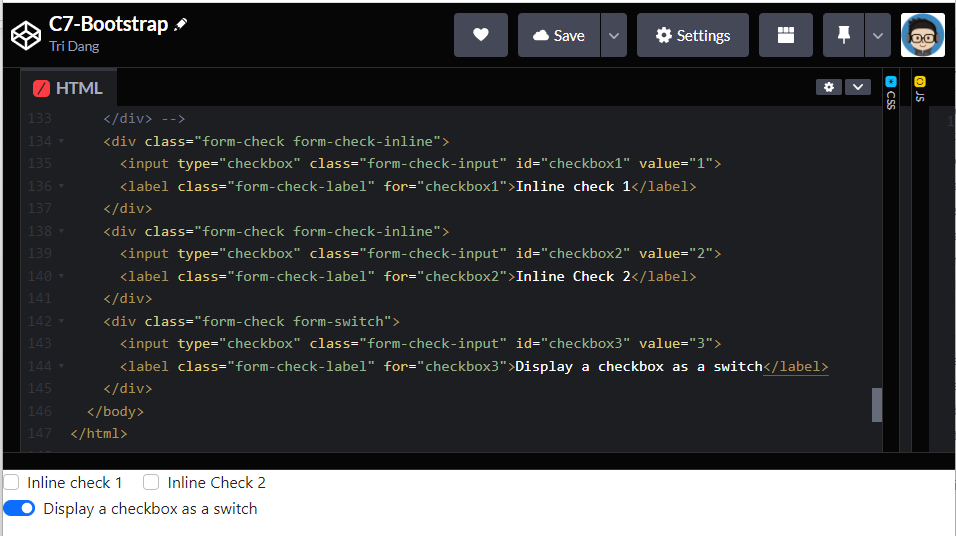 C7-Bootstrap
Tri Dang
Save
Settings
HTML
CSS
JS
1
133 </div> -->
134 <div class="form-check form-check-inline">
135 <input type="checkbox" class="form-check-input" id="checkbox1" value="1">
136 <label class="form-check-label" for="checkbox1">Inline check 1</label>
137 </div>
138 <div class="form-check form-check-inline">
139 <input type="checkbox" class="form-check-input" id="checkbox2" value="2">
140 <label class="form-check-label" for="checkbox2">Inline Check 2</label>
141 </div>
142 <div class="form-check form-switch">
143 <input type="checkbox" class="form-check-input" id="checkbox3" value="3">
144 <label class="form-check-label" for="checkbox3">Display a checkbox as a switch</label>
145 </div>
146 </body>
147 </html>
Inline check 1 Inline Check 2
Display a checkbox as a switch